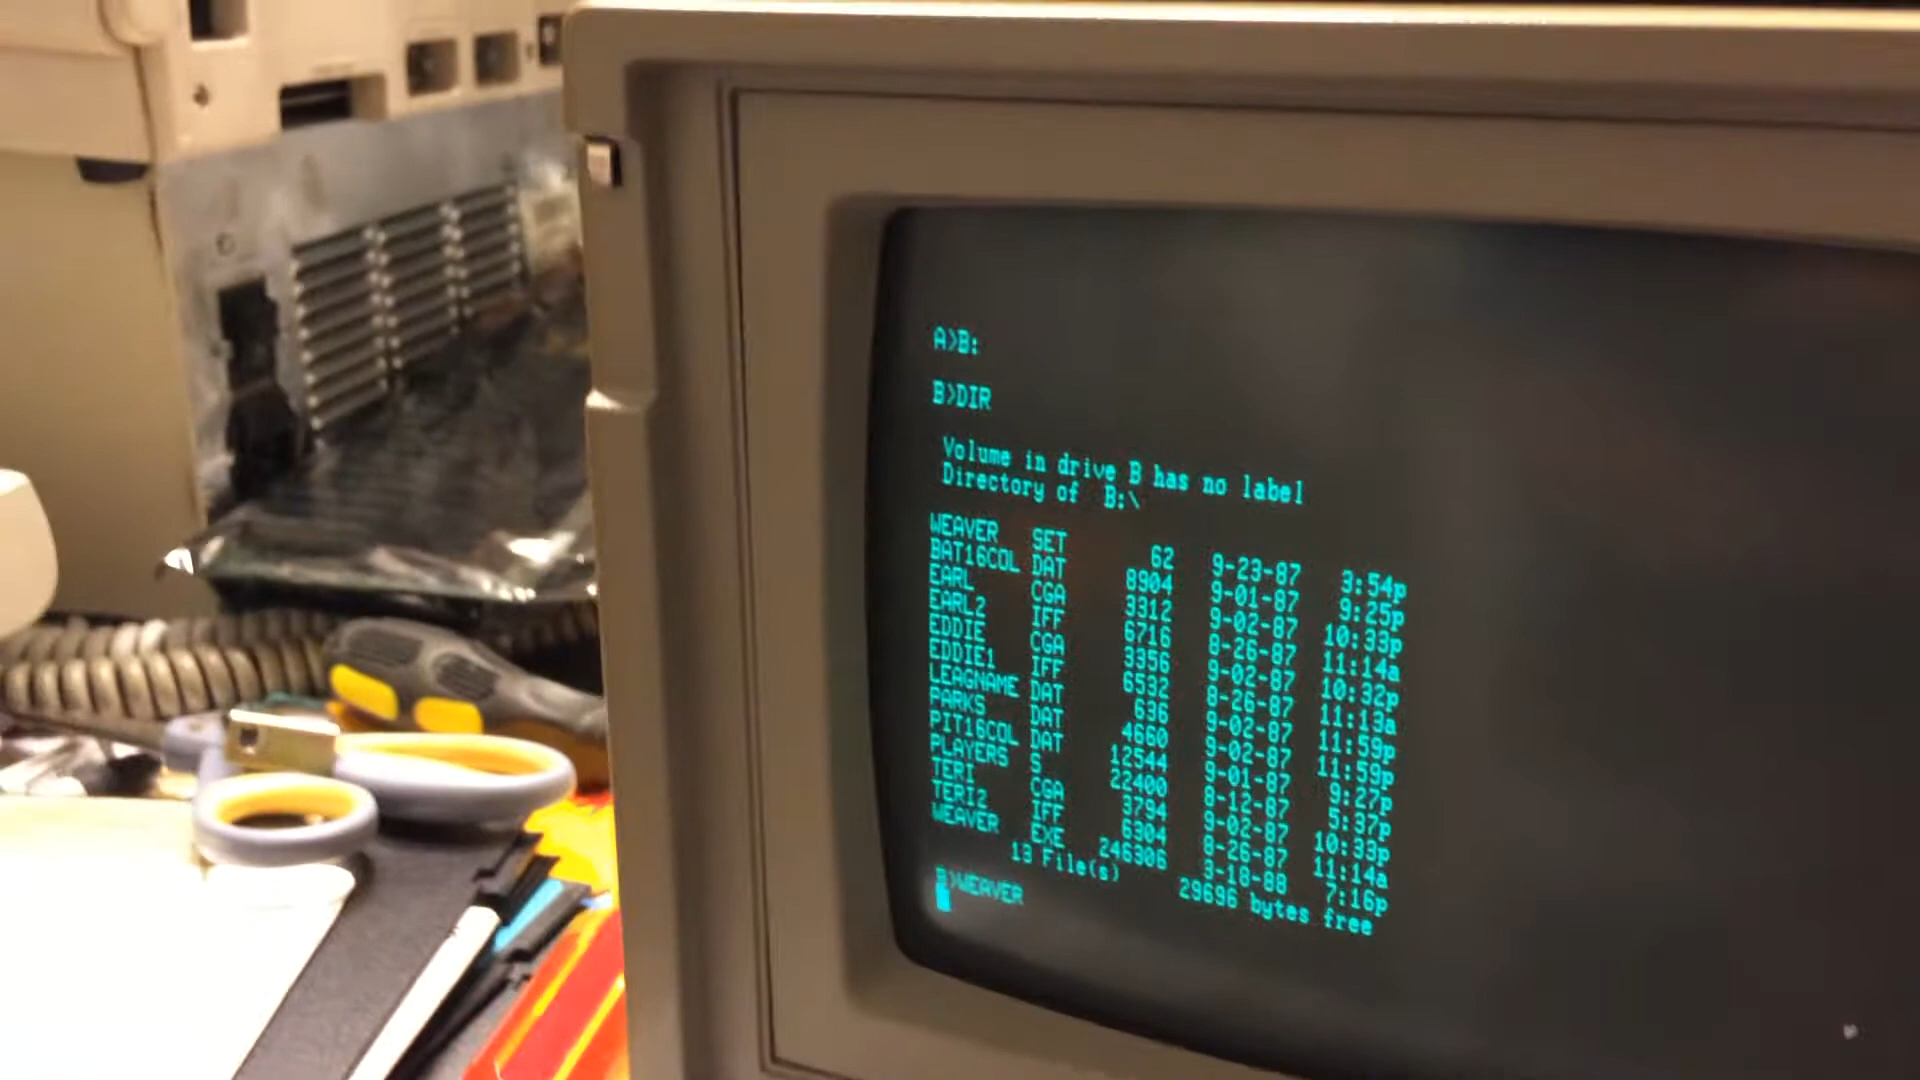 A>B:
B>DIR
Volume in drive B has no label
Directory of B:\
WEAVER SET 62 9-23-87 3:54p
BAT16COL DAT 8904 9-01-87 9:25p
EARL CGA 3312 9-02-87 10:33p
EARL2 IFF 6716 8-26-87 11:14a
EDDIE CGA 3356 9-02-87 10:32p
EDDIE1 IFF 6532 8-26-87 11:13a
LEAGNAME DAT 636 9-02-87 11:59p
PARKS DAT 4660 9-02-87 11:59p
PIT16COL DAT 12544 9-01-87 9:27p
PLAYERS S 22400 8-12-87 5:37p
TERI CGA 3794 9-02-87 10:33p
TERI2 IFF 6304 8-26-87 11:14a
WEAVER EXE 246306 3-18-88 7:16p
13 File(s) 29696 bytes free
B>WEAVER